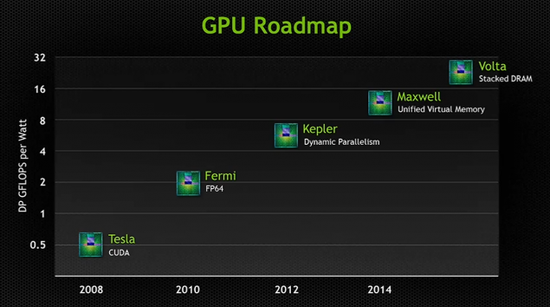 GPU Roadmap
32
16
8
4
2
1
0.5
DP GFLOPS per Watt
Volta
Stacked DRAM
Maxwell
Unified Virtual Memory
Kepler
Dynamic Parallelism
Fermi
FP64
Tesla
CUDA
2008
2010
2012
2014